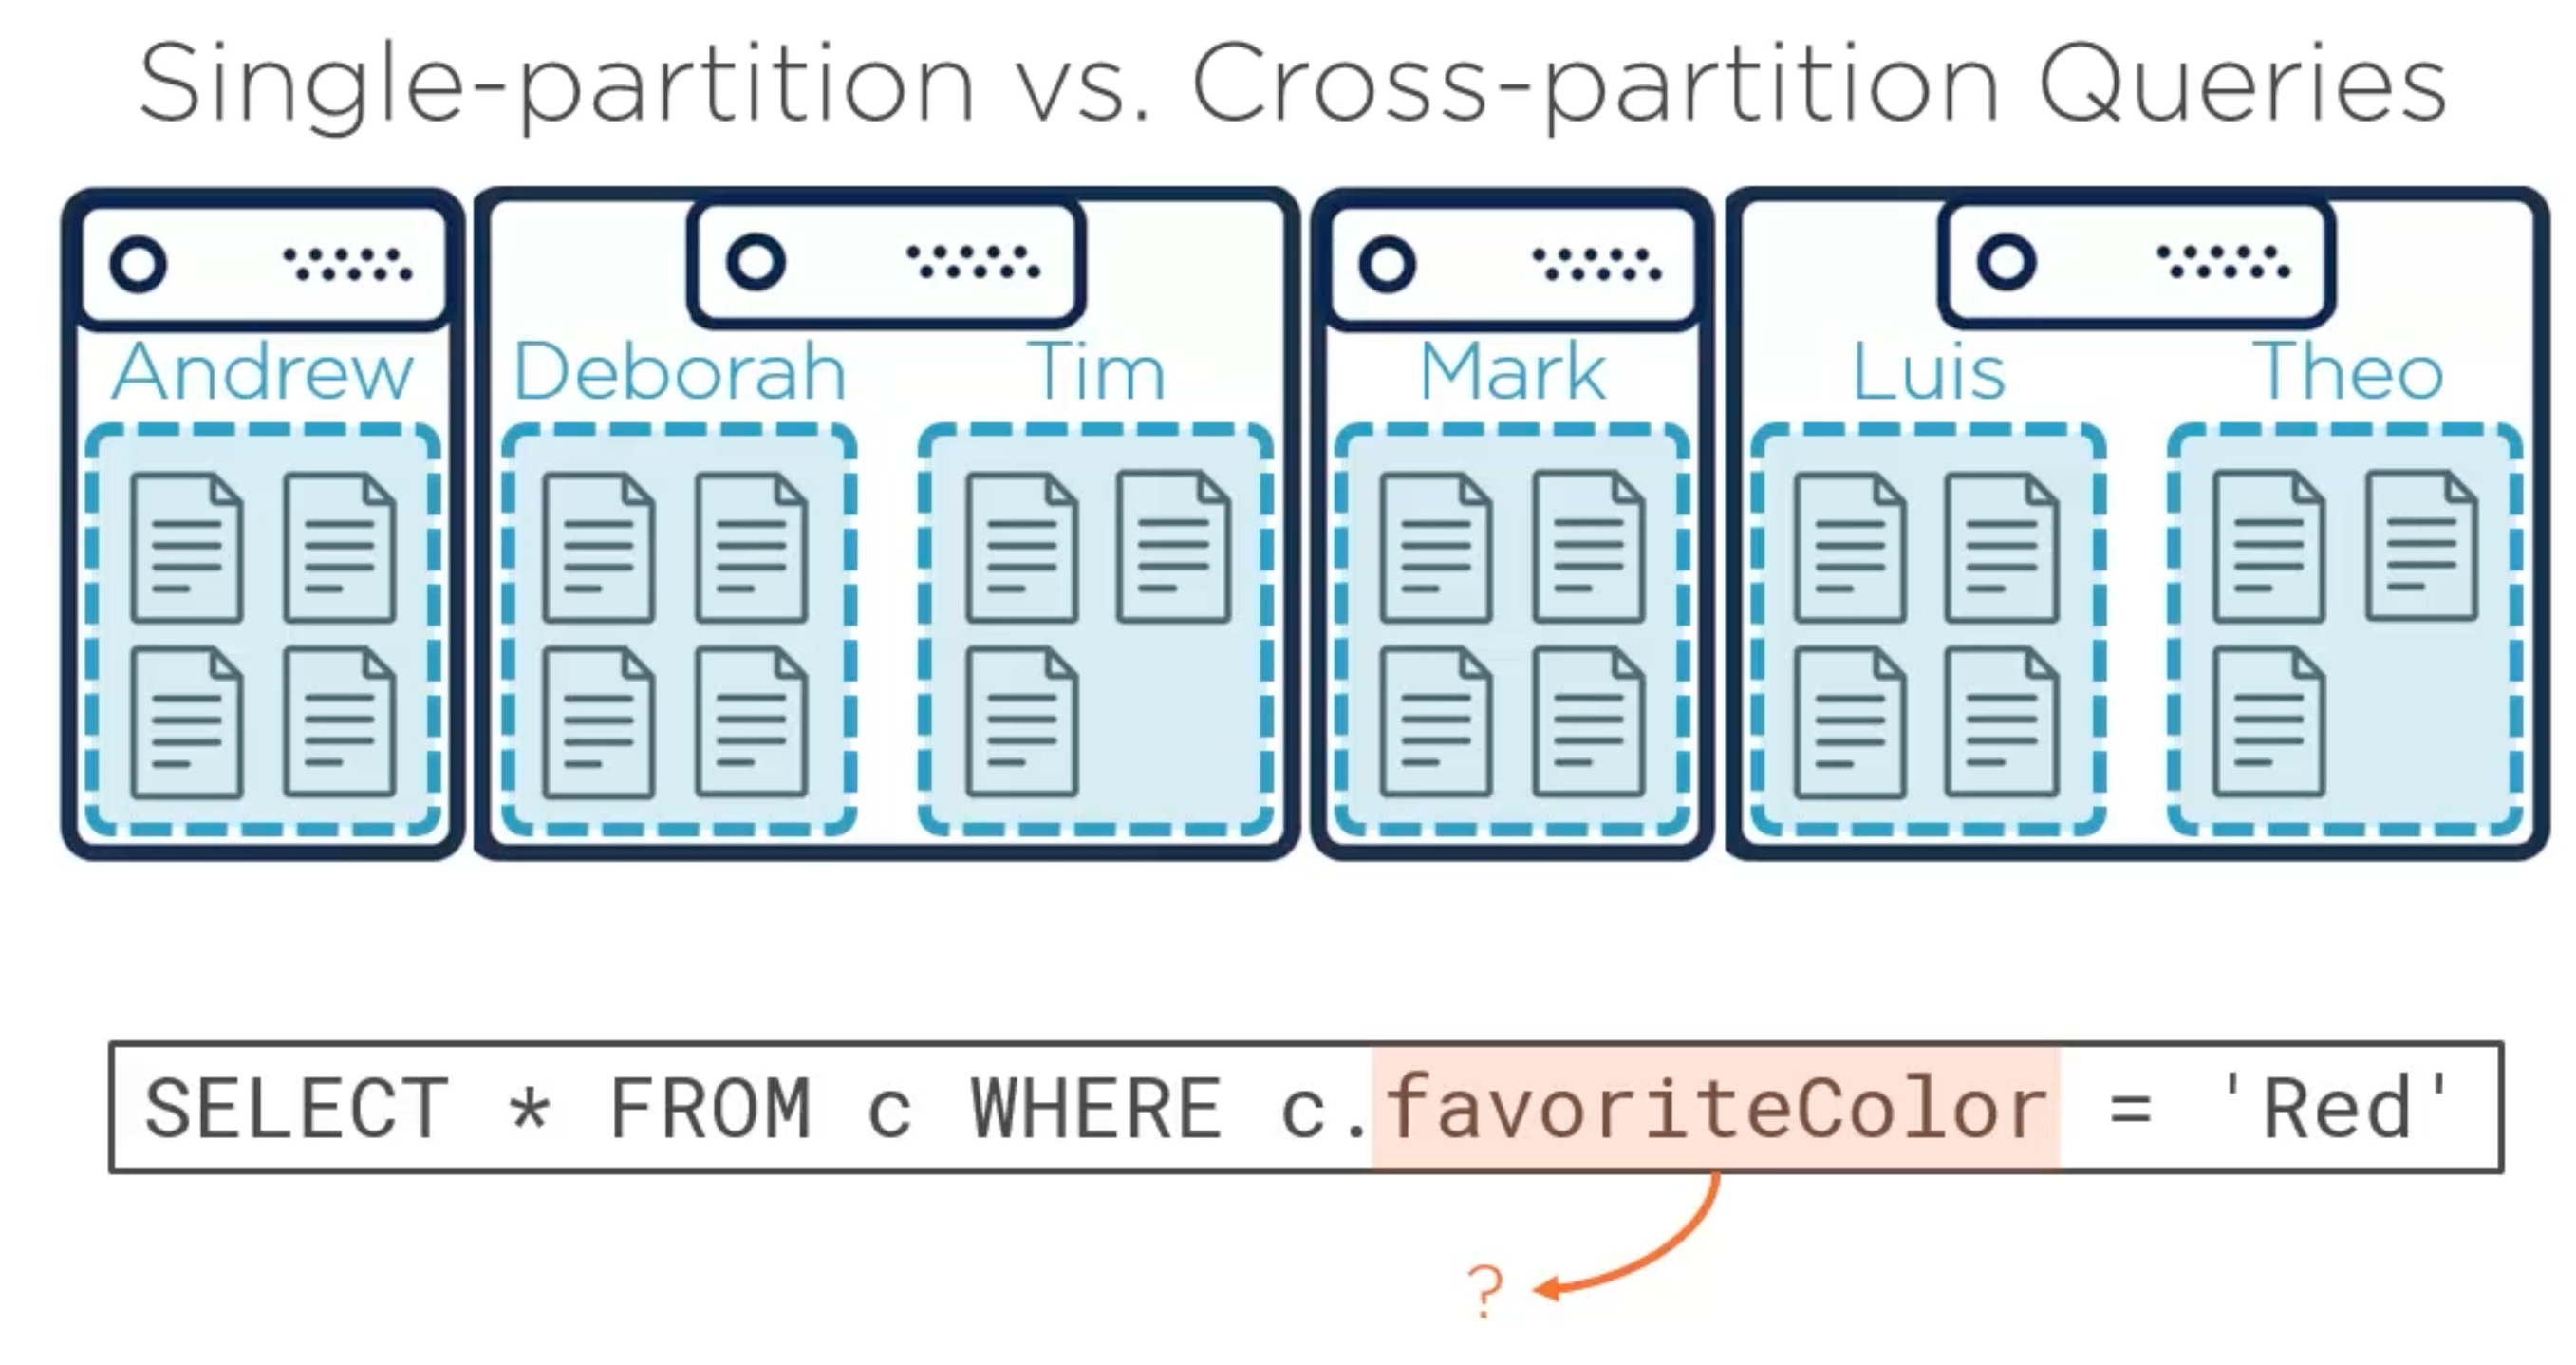 Single-partition vs. Cross-partition Queries
Andrew Deborah Tim Mark Luis Theo
SELECT * FROM c WHERE c.favoriteColor = 'Red'
?